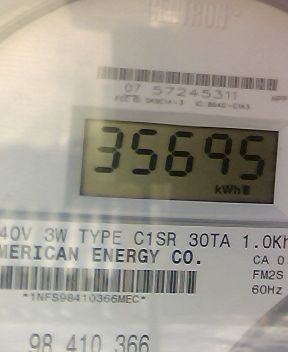 07 57245311
35695
kWh
40V 3W TYPE C1SR 30TA 1.0Kh
MERICAN ENERGY CO.
CA 0
FM2S
60Hz
*1NFS98410366MEC*
98 410 366